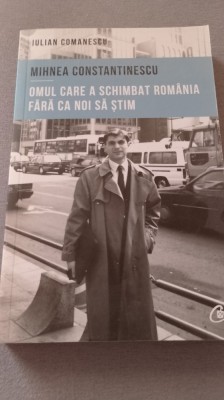 IULIAN COMANESCU
MIHNEA CONSTANTINESCU
OMUL CARE A SCHIMBAT ROMÂNIA
FĂRĂ CA NOI SĂ ȘTIM